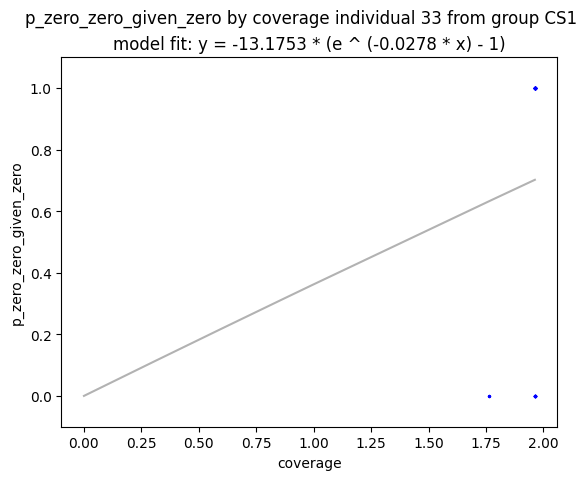 p_zero_zero_given_zero by coverage individual 33 from group CS1
model fit: y = -13.1753 * (e ^ (-0.0278 * x) - 1)
1.0
0.8
0.6
0.4
0.2
0.0
p_zero_zero_given_zero
0.00 0.25 0.50 0.75 1.00 1.25 1.50 1.75 2.00
coverage